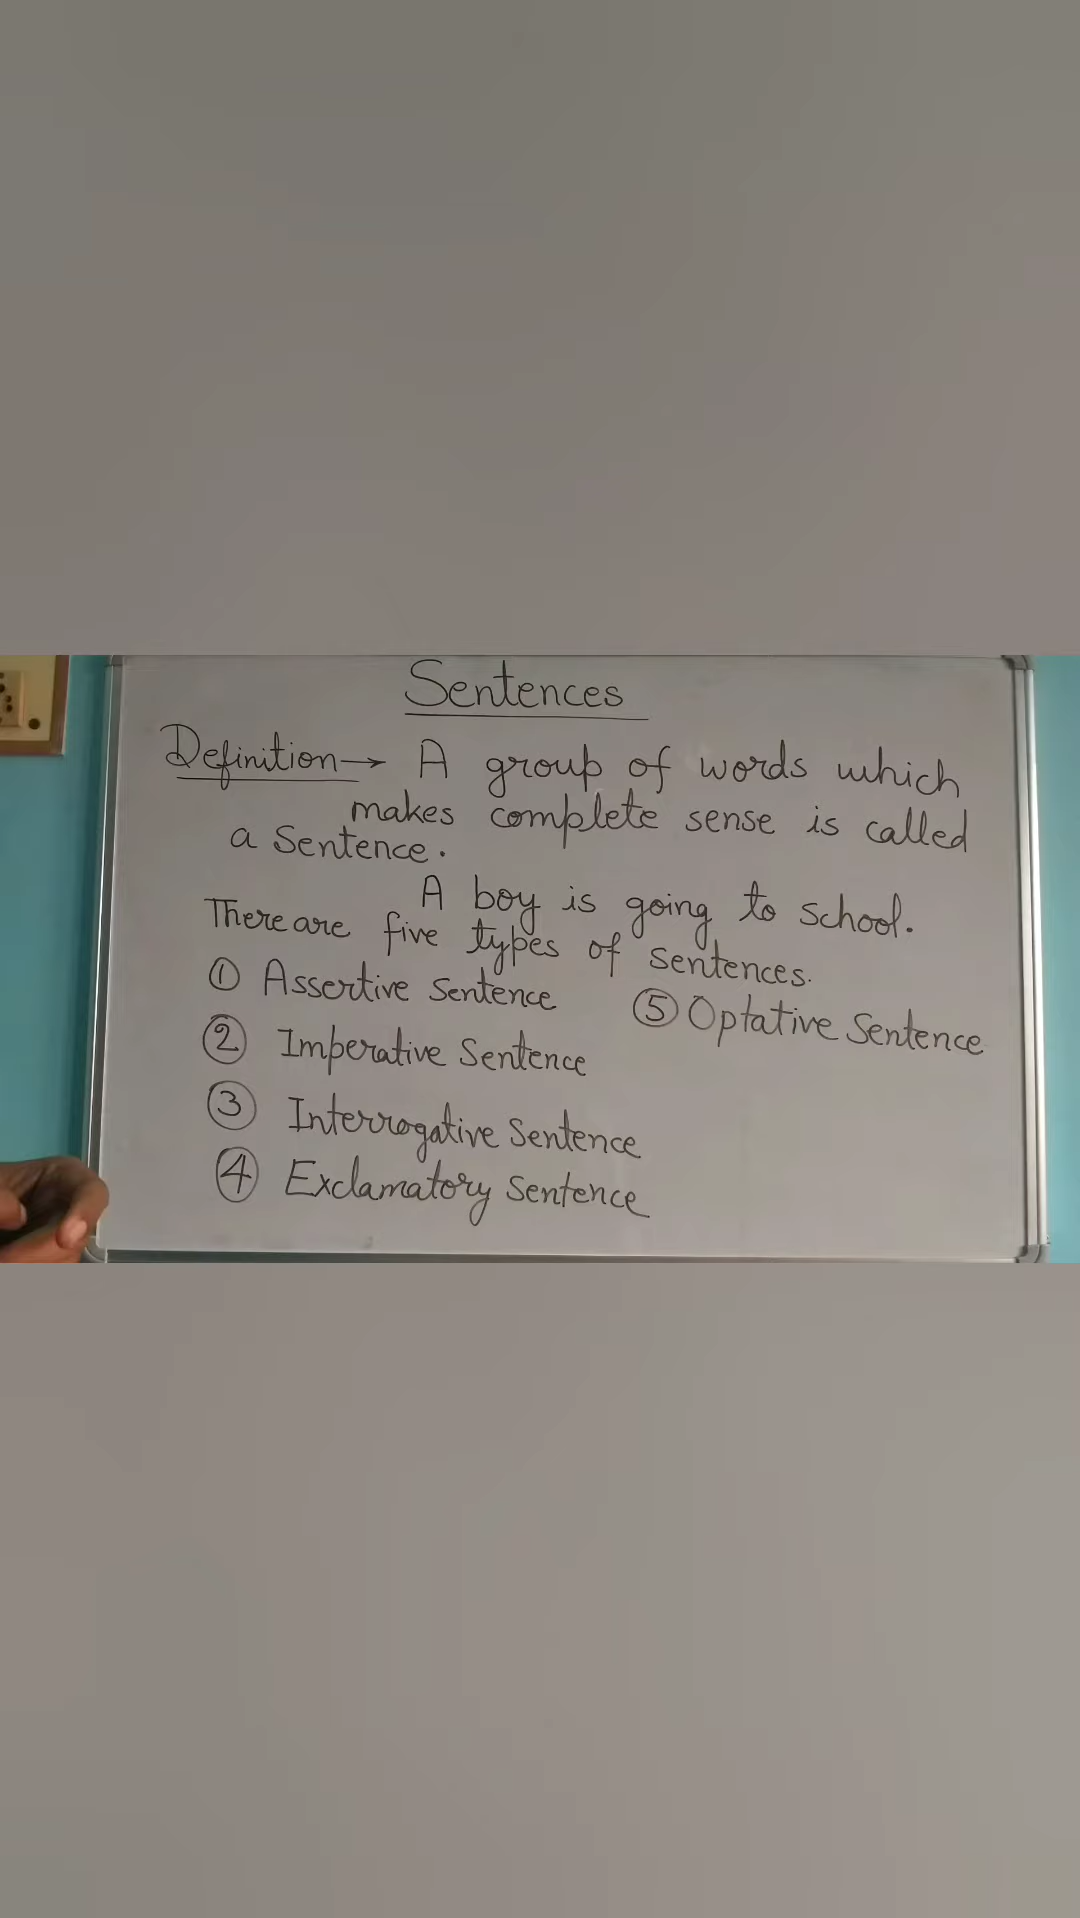 Sentences
Definition→ A group of words which
makes complete sense is called
a Sentence.
A boy is going to school.
There are five types of sentences.
① Assertive Sentence
② Imperative Sentence
③ Interrogative Sentence
④ Exclamatory Sentence
⑤ Optative Sentence